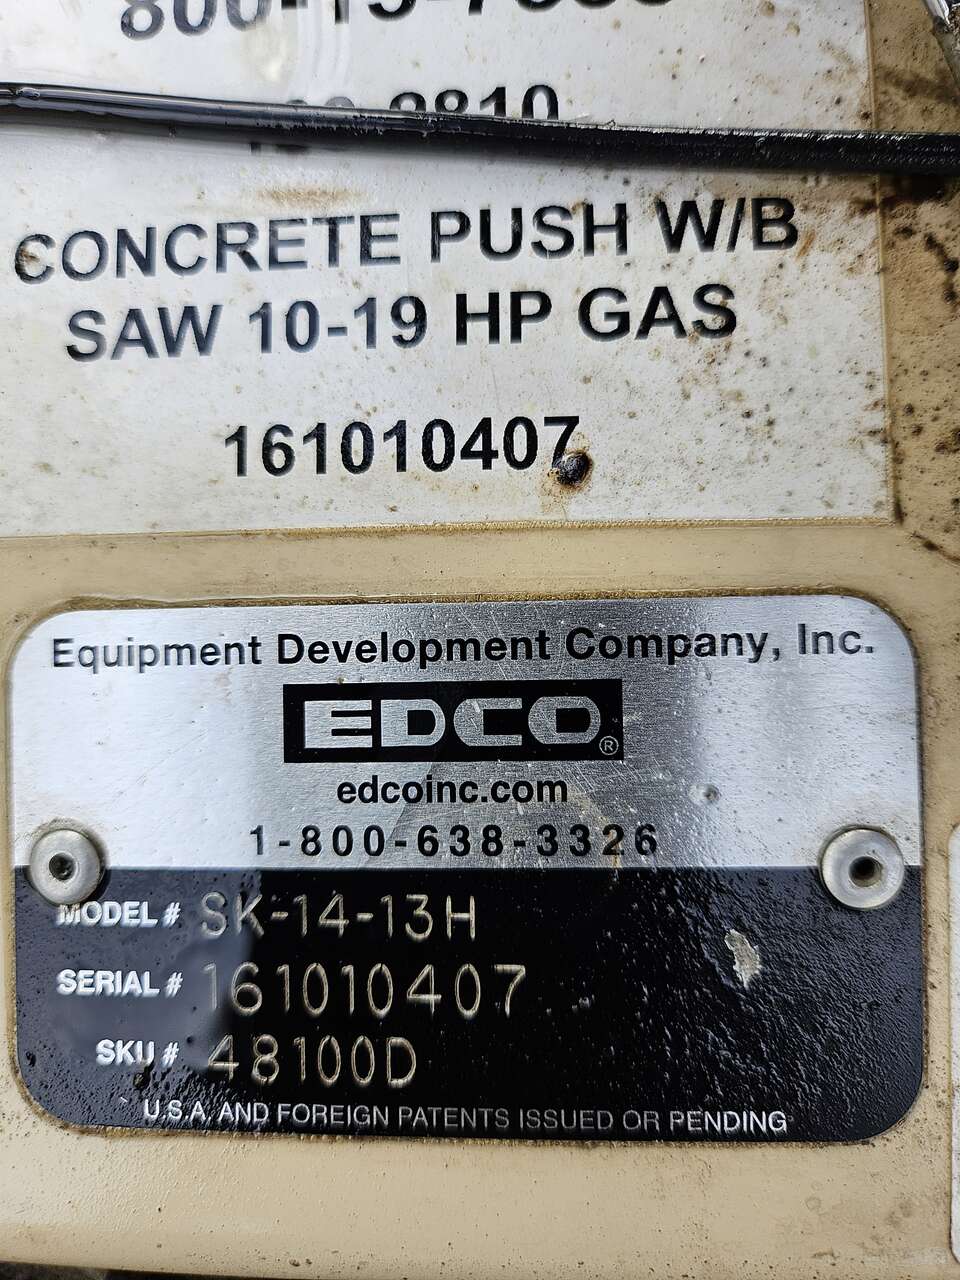 CONCRETE PUSH W/B
SAW 10-19 HP GAS
161010407
Equipment Development Company, Inc.
EDCO®
edcoinc.com
1-800-638-3326
MODEL # SK-14-13H
SERIAL # 161010407
SKU # 48100D
U.S.A. AND FOREIGN PATENTS ISSUED OR PENDING